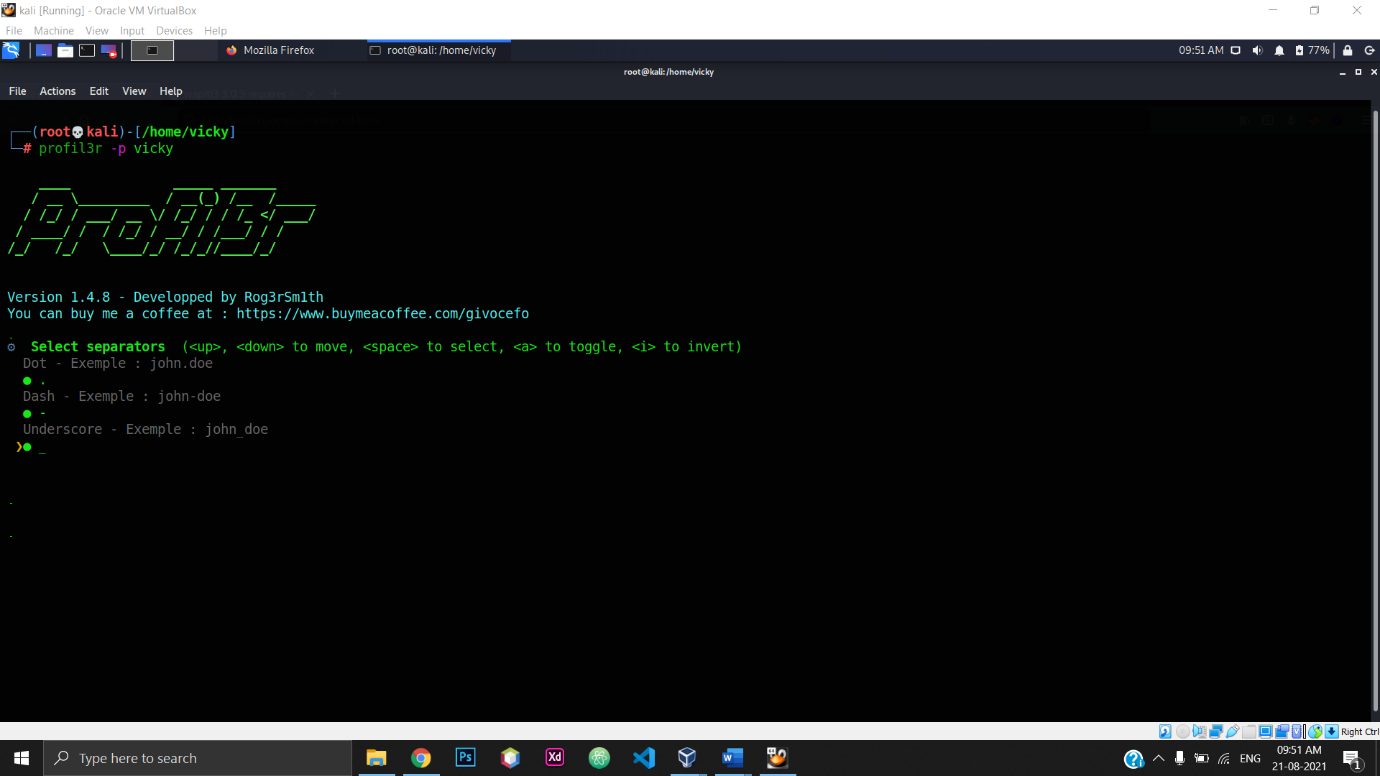 kali [Running] - Oracle VM VirtualBox
File Machine View Input Devices Help
Mozilla Firefox root@kali: /home/vicky 09:51 AM 77%
root@kali: /home/vicky
File Actions Edit View Help
(root💀kali)-[/home/vicky]
# profil3r -p vicky
Profil3r
Version 1.4.8 - Developped by Rog3rSm1th
You can buy me a coffee at : https://www.buymeacoffee.com/givocefo
Select separators (<up>, <down> to move, <space> to select, <a> to toggle, <i> to invert)
Dot - Exemple : john.doe
● .
Dash - Exemple : john-doe
● -
Underscore - Exemple : john_doe
❯● _
Right Ctrl
Type here to search
Ps Xd W
ENG 09:51 AM
21-08-2021
1